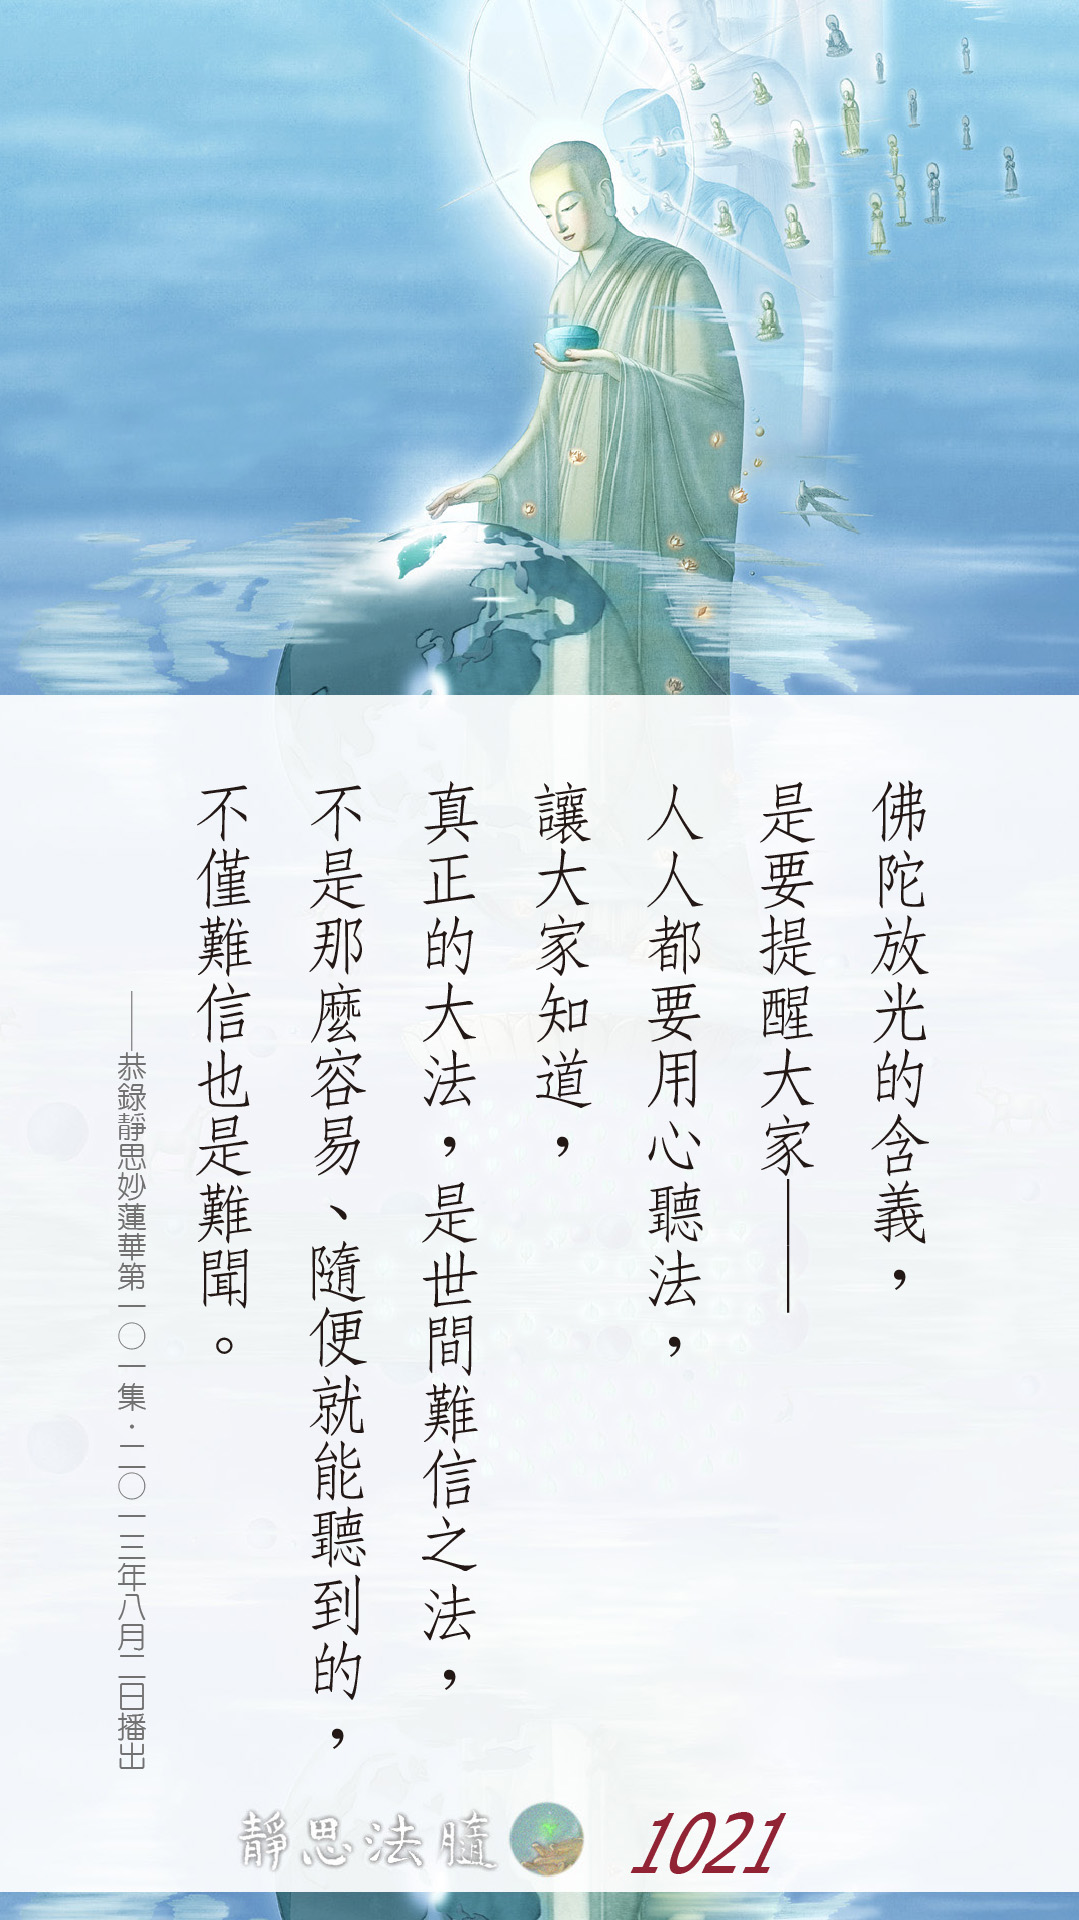 佛陀放光的含義，
是要提醒大家——
人人都要用心聽法，
讓大家知道，
真正的大法，是世間難信之法，
不是那麼容易、隨便就能聽到的，
不僅難信也是難聞。
——恭錄靜思妙蓮華第一〇一集·二〇一三年八月二日播出
靜思法髓
1021